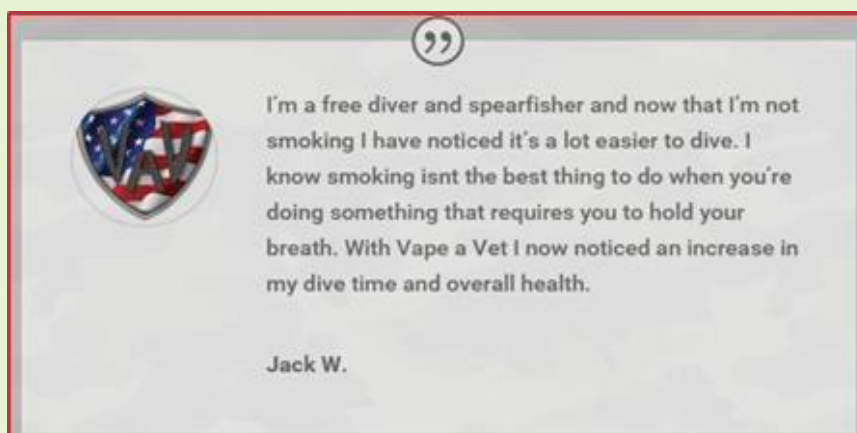 ”
VAV
I'm a free diver and spearfisher and now that I'm not
smoking I have noticed it's a lot easier to dive. I
know smoking isnt the best thing to do when you're
doing something that requires you to hold your
breath. With Vape a Vet I now noticed an increase in
my dive time and overall health.
Jack W.